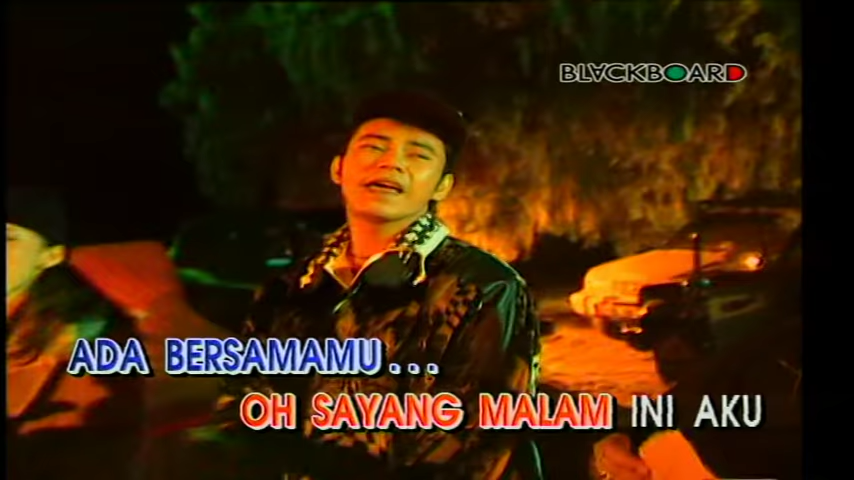 BLACKBOARD
ADA BERSAMAMU...
OH SAYANG MALAM INI AKU